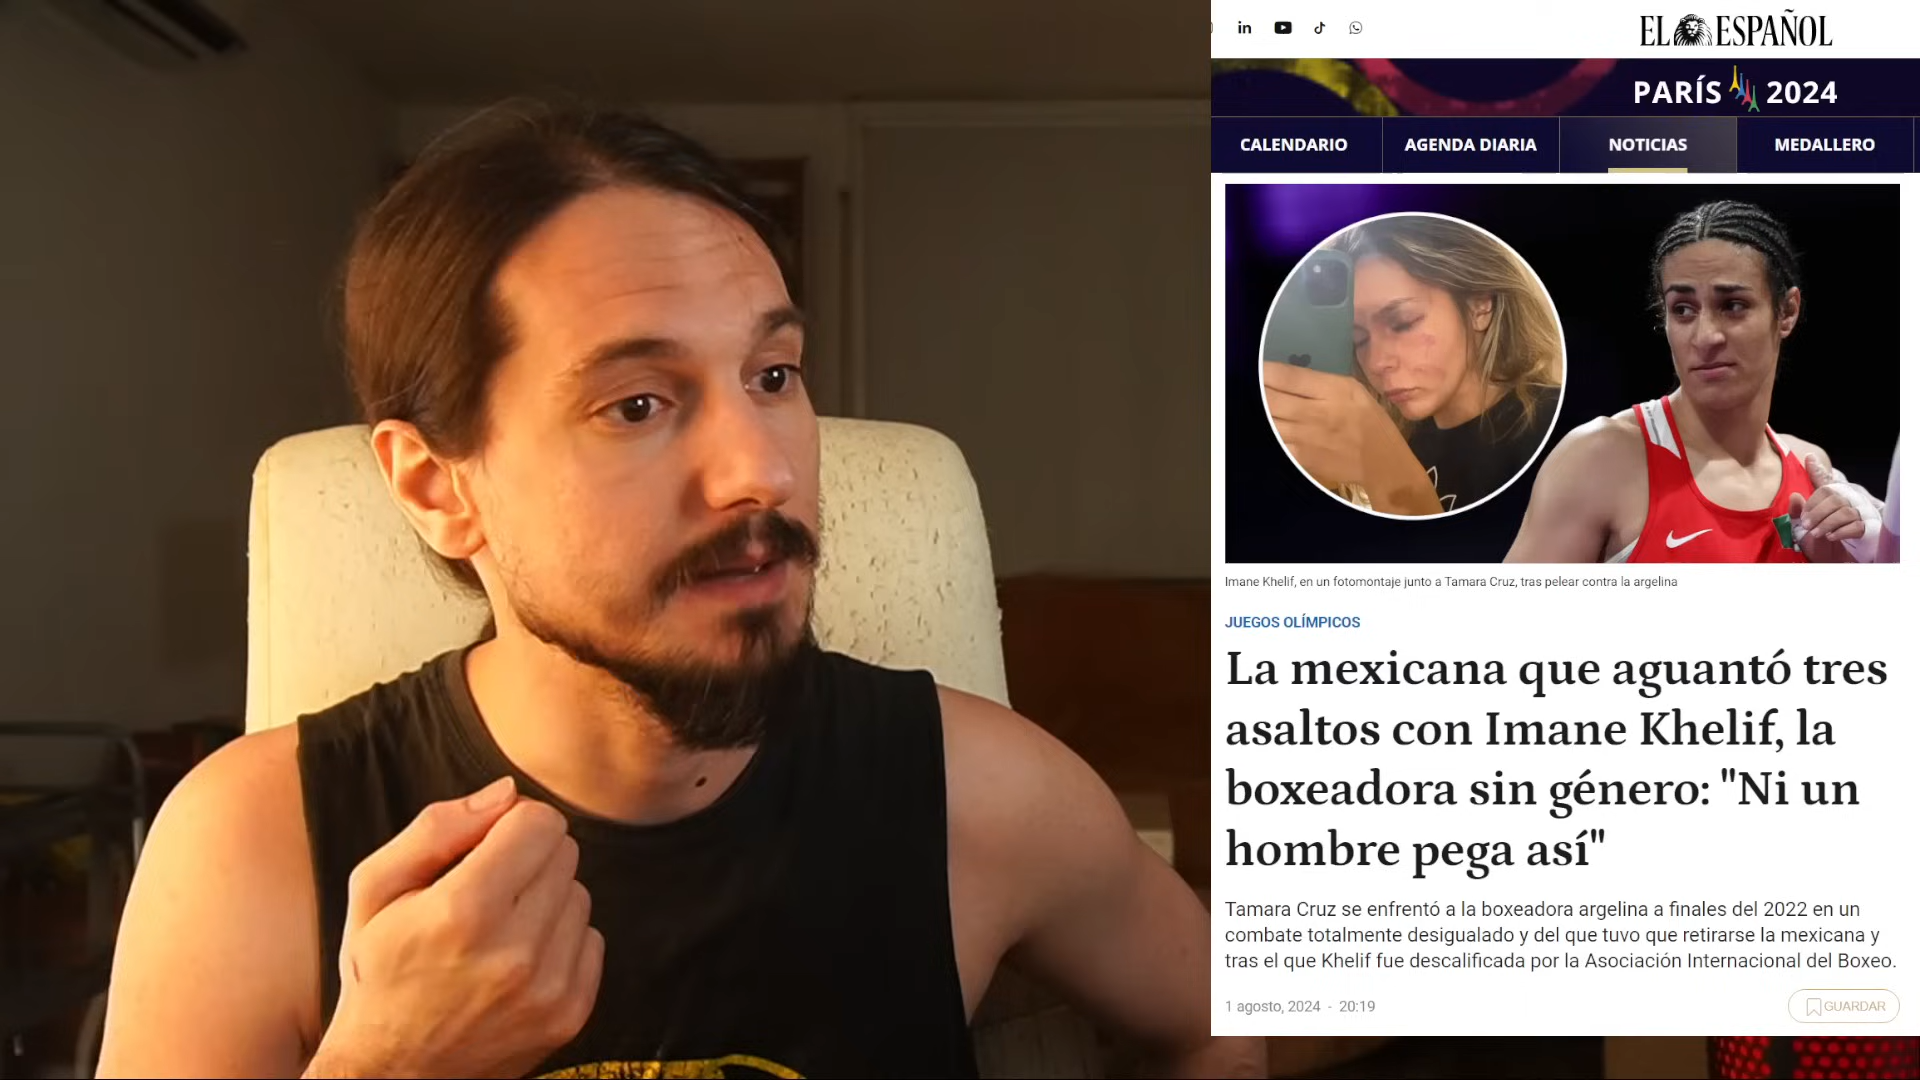 in
EL ESPAÑOL
PARÍS 2024
CALENDARIO
AGENDA DIARIA
NOTICIAS
MEDALLERO
Imane Khelif, en un fotomontaje junto a Tamara Cruz, tras pelear contra la argelina
JUEGOS OLÍMPICOS
La mexicana que aguantó tres
asaltos con Imane Khelif, la
boxeadora sin género: "Ni un
hombre pega así"
Tamara Cruz se enfrentó a la boxeadora argelina a finales del 2022 en un
combate totalmente desigualado y del que tuvo que retirarse la mexicana y
tras el que Khelif fue descalificada por la Asociación Internacional del Boxeo.
1 agosto, 2024 - 20:19
GUARDAR